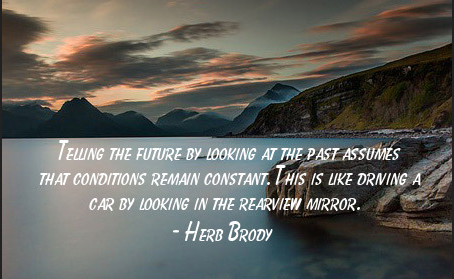 Telling the future by looking at the past assumes
that conditions remain constant. This is like driving a
car by looking in the rearview mirror.
- Herb Brody